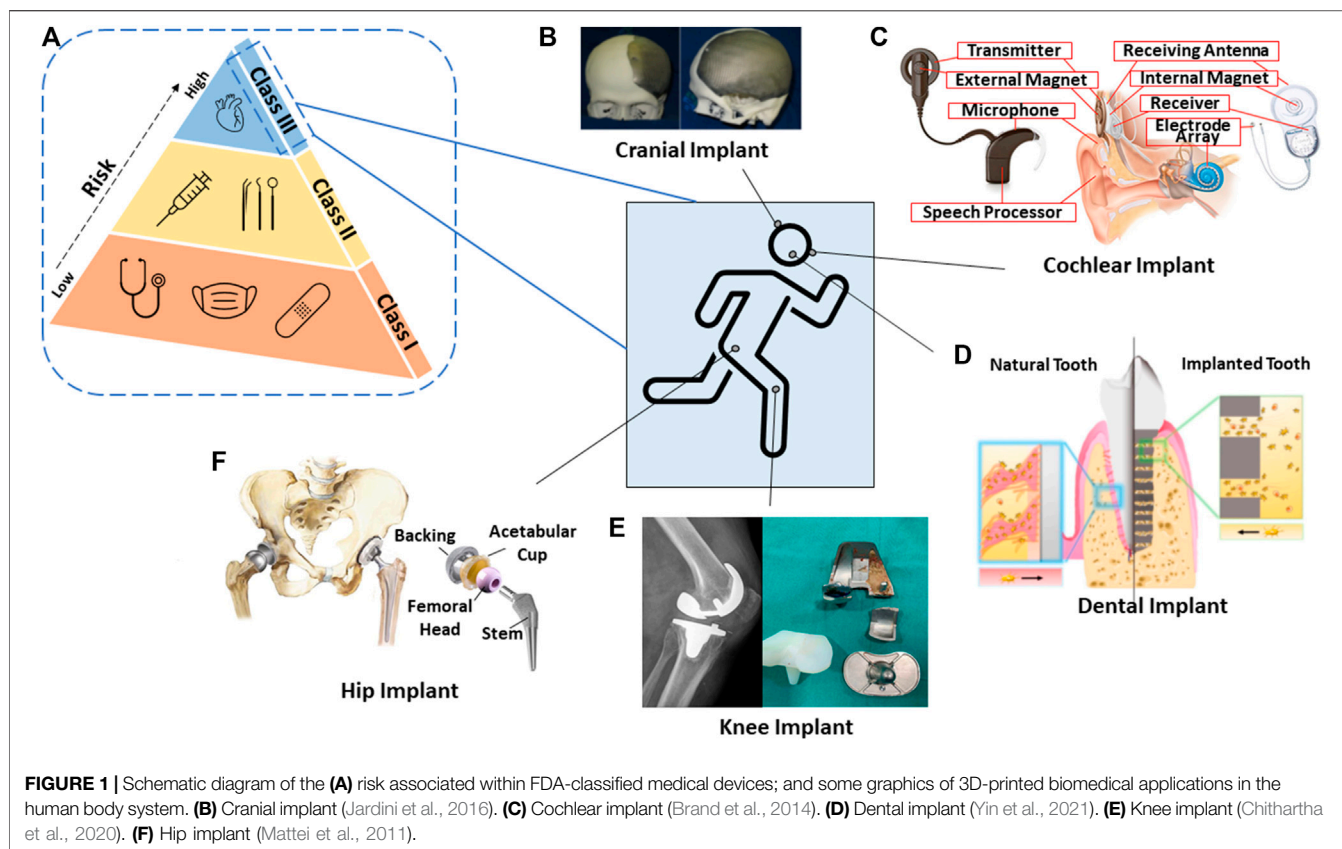 A
High
Class III
Risk
Class II
Low
Class I
B
Cranial Implant
C
Transmitter
Receiving Antenna
External Magnet
Internal Magnet
Microphone
Receiver
Electrode
Array
Speech Processor
Cochlear Implant
D
Natural Tooth
Implanted Tooth
Dental Implant
F
Backing
Acetabular
Cup
Femoral
Head
Stem
Hip Implant
E
Knee Implant
FIGURE 1 | Schematic diagram of the (A) risk associated within FDA-classified medical devices; and some graphics of 3D-printed biomedical applications in the
human body system. (B) Cranial implant (Jardini et al., 2016). (C) Cochlear implant (Brand et al., 2014). (D) Dental implant (Yin et al., 2021). (E) Knee implant (Chithartha
et al., 2020). (F) Hip implant (Mattei et al., 2011).